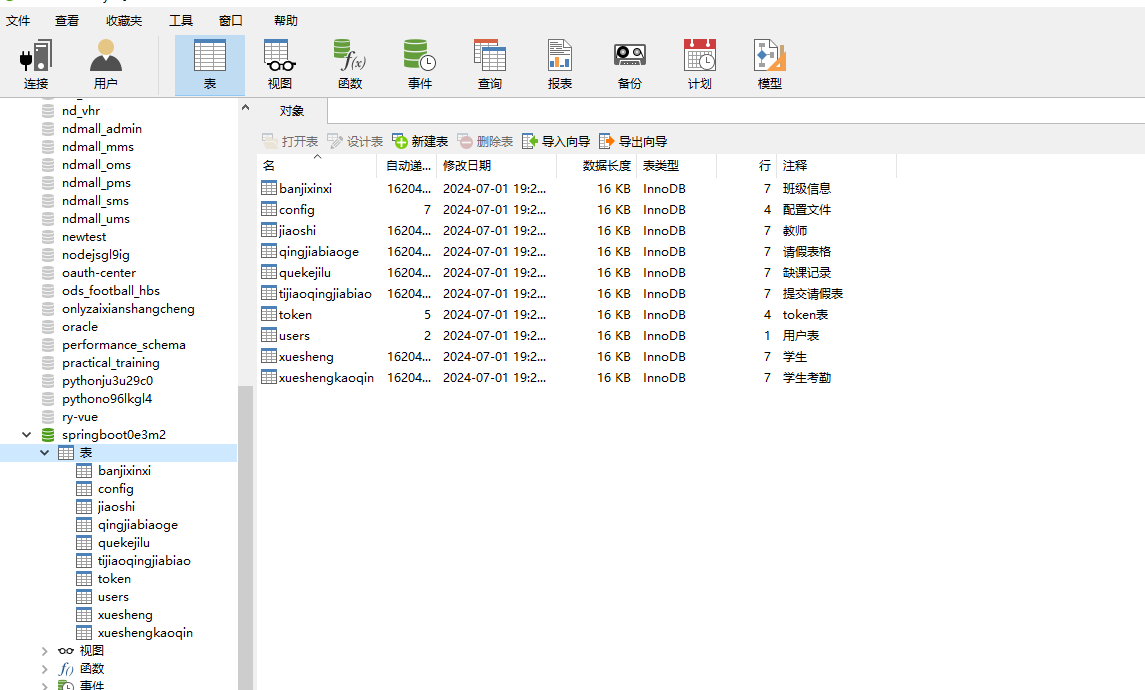 文件 查看 收藏夹 工具 窗口 帮助
连接 用户 表 视图 f(x) 函数 事件 查询 报表 备份 计划 模型
nd_vhr
ndmall_admin
ndmall_mms
ndmall_oms
ndmall_pms
ndmall_sms
ndmall_ums
newtest
nodejsgl9ig
oauth-center
ods_football_hbs
onlyzaixianshangcheng
oracle
performance_schema
practical_training
pythonju3u29c0
pythono96lkgl4
ry-vue
springboot0e3m2
表
banjixinxi
config
jiaoshi
qingjiabiaoge
quekejilu
tijiaoqingjiabiao
token
users
xuesheng
xueshengkaoqin
视图
f() 函数
事件
对象
打开表 设计表 新建表 删除表 导入向导 导出向导
名 自动递... 修改日期 数据长度 表类型 行 注释
banjixinxi 16204... 2024-07-01 19:2... 16 KB InnoDB 7 班级信息
config 7 2024-07-01 19:2... 16 KB InnoDB 4 配置文件
jiaoshi 16204... 2024-07-01 19:2... 16 KB InnoDB 7 教师
qingjiabiaoge 16204... 2024-07-01 19:2... 16 KB InnoDB 7 请假表格
quekejilu 16204... 2024-07-01 19:2... 16 KB InnoDB 7 缺课记录
tijiaoqingjiabiao 16204... 2024-07-01 19:2... 16 KB InnoDB 7 提交请假表
token 5 2024-07-01 19:2... 16 KB InnoDB 4 token表
users 2 2024-07-01 19:2... 16 KB InnoDB 1 用户表
xuesheng 16204... 2024-07-01 19:2... 16 KB InnoDB 7 学生
xueshengkaoqin 16204... 2024-07-01 19:2... 16 KB InnoDB 7 学生考勤